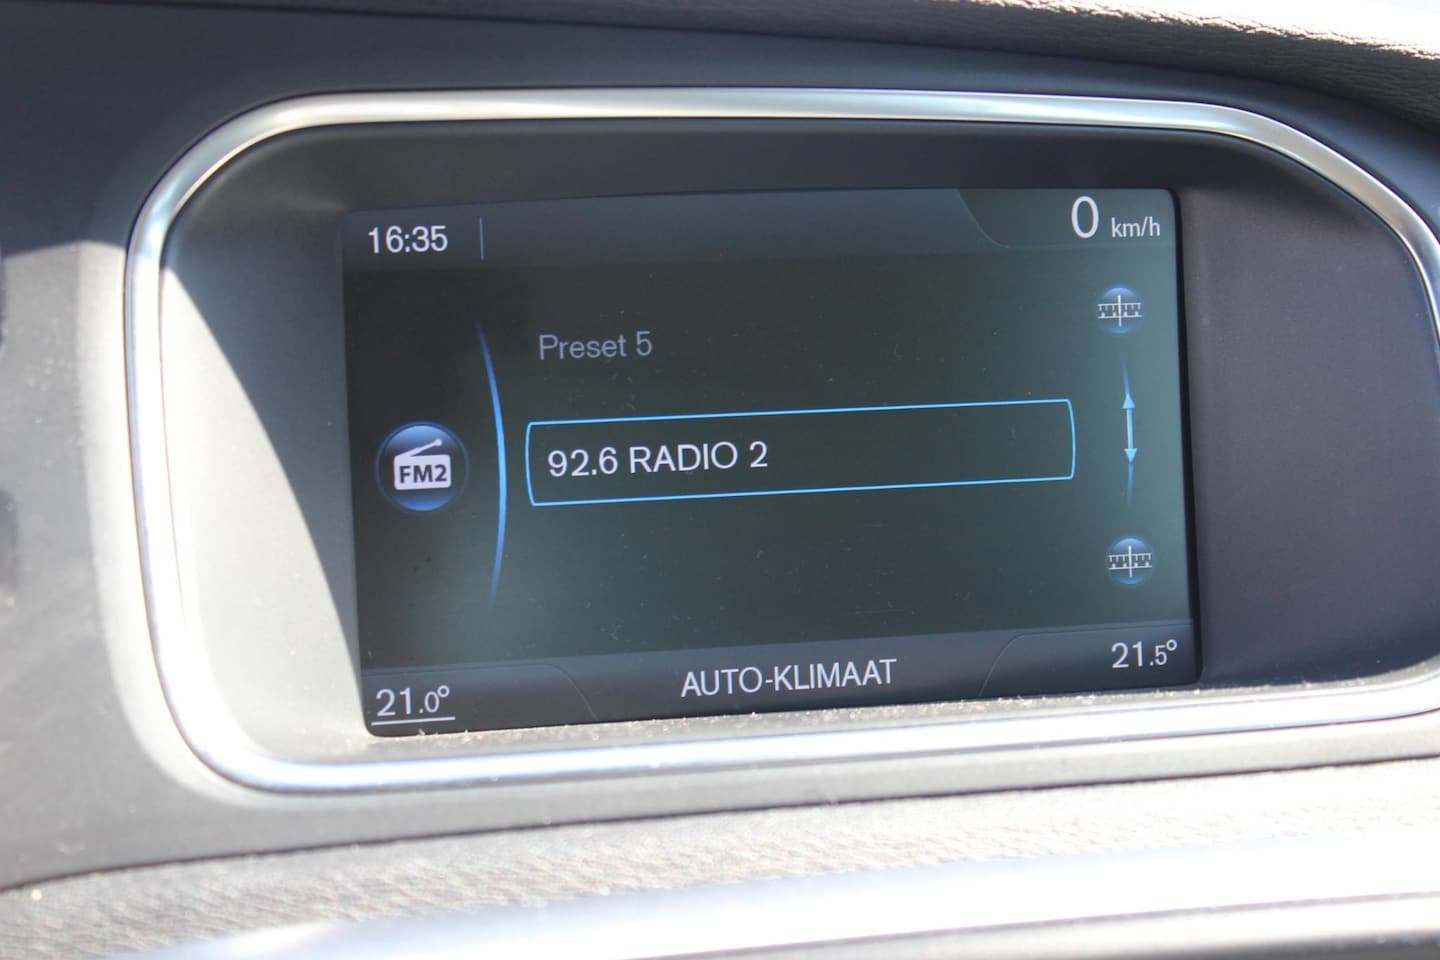 16:35
0 km/h
Preset 5
FM2
92.6 RADIO 2
21.0°
AUTO-KLIMAAT
21.5°